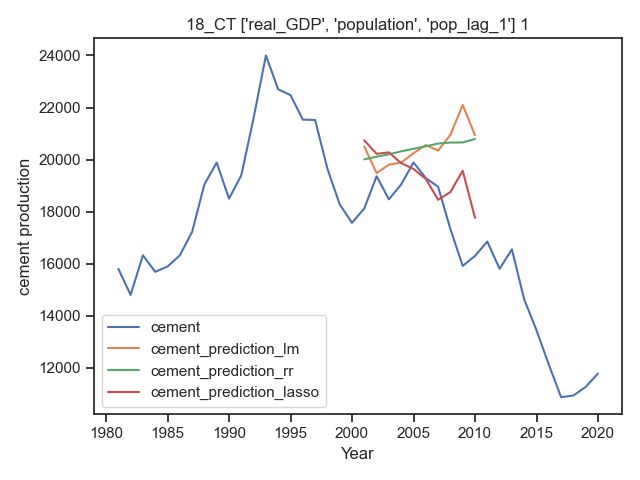 18_CT ['real_GDP', 'population', 'pop_lag_1'] 1
24000
22000
20000
18000
16000
14000
12000
cement production
cement
cement_prediction_lm
cement_prediction_rr
cement_prediction_lasso
1980 1985 1990 1995 2000 2005 2010 2015 2020
Year